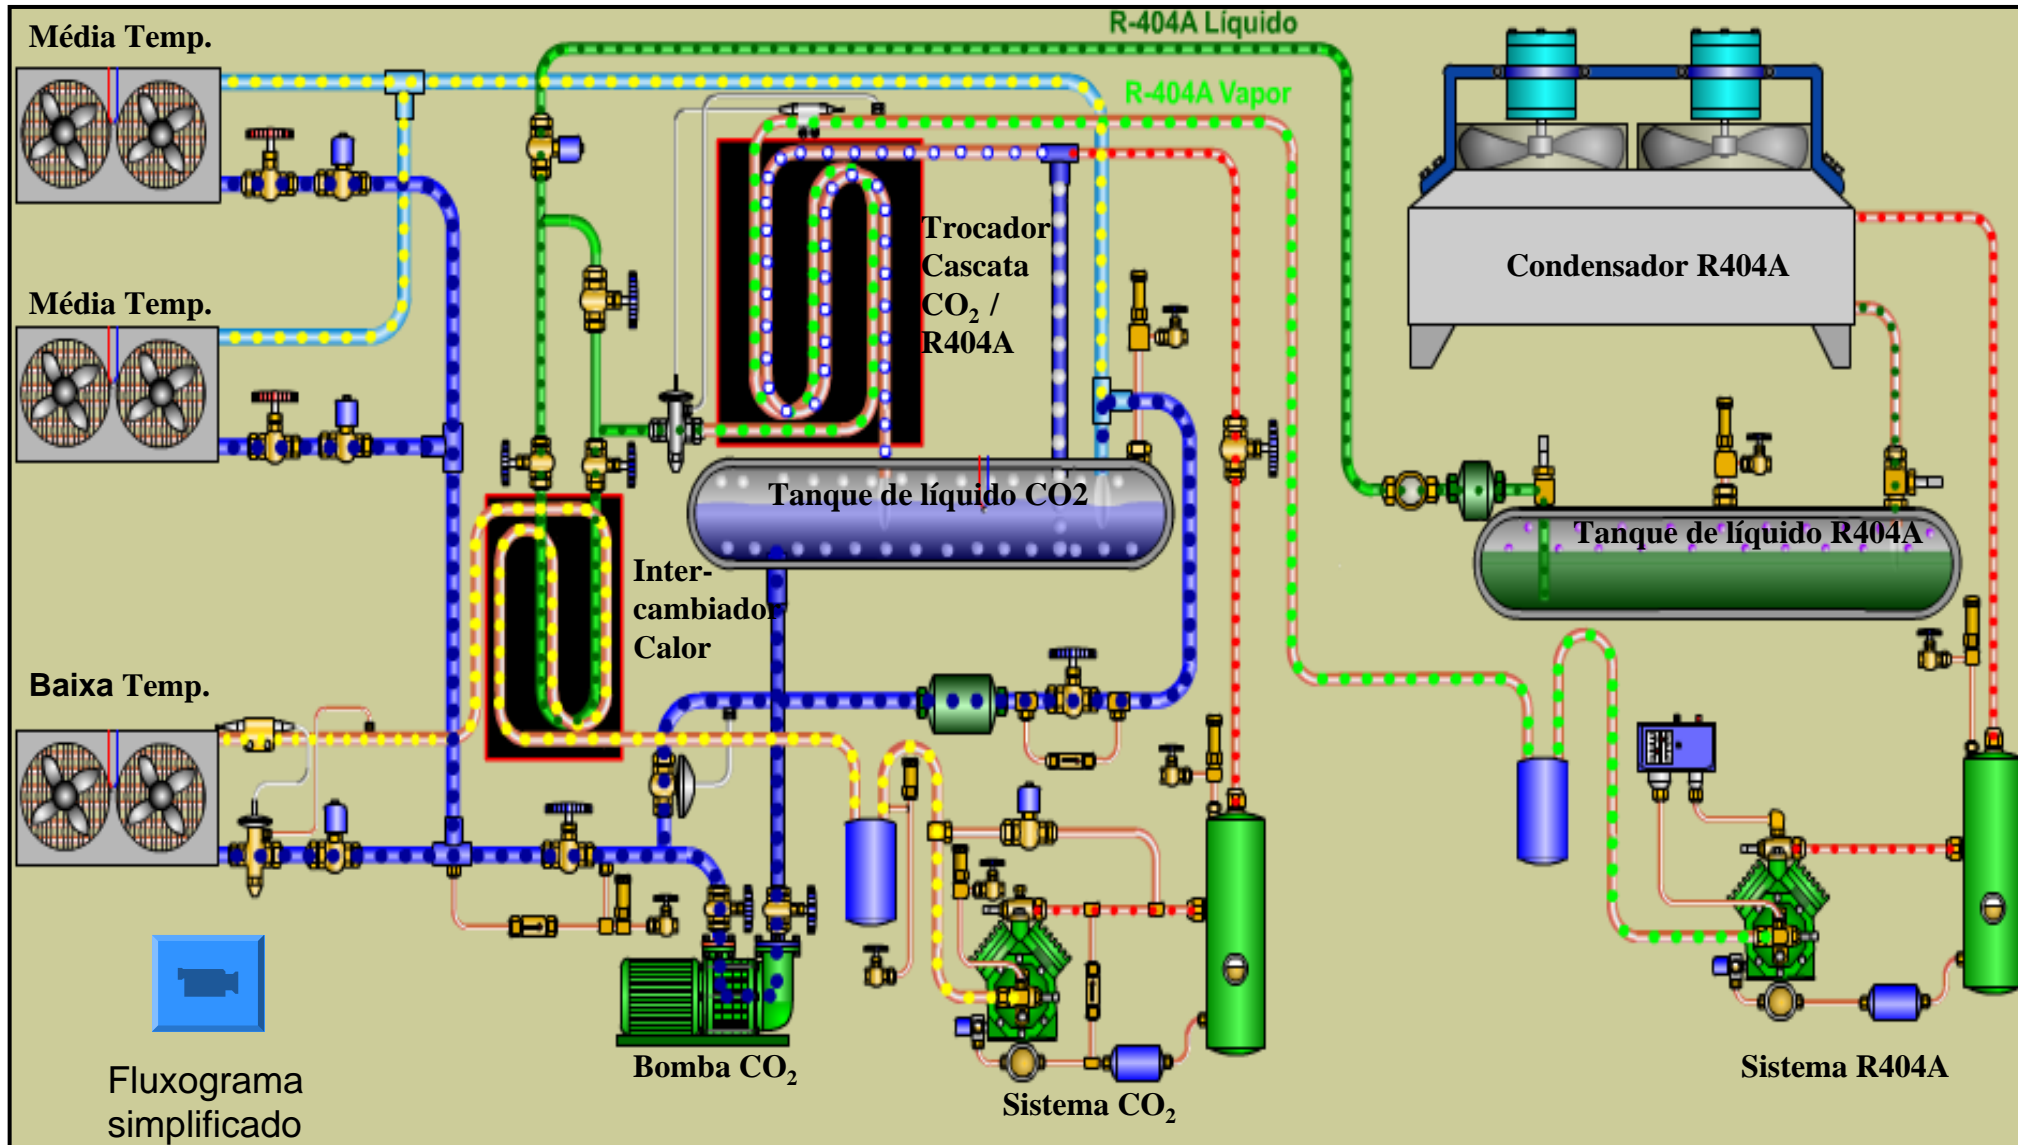 R-404A Líquido
Média Temp.
R-404A Vapor
Trocador
Cascata
CO₂ /
R404A
Condensador R404A
Média Temp.
Tanque de líquido CO2
Tanque de líquido R404A
Inter-
cambiador
Calor
Baixa Temp.
Bomba CO₂
Sistema CO₂
Sistema R404A
Fluxograma
simplificado